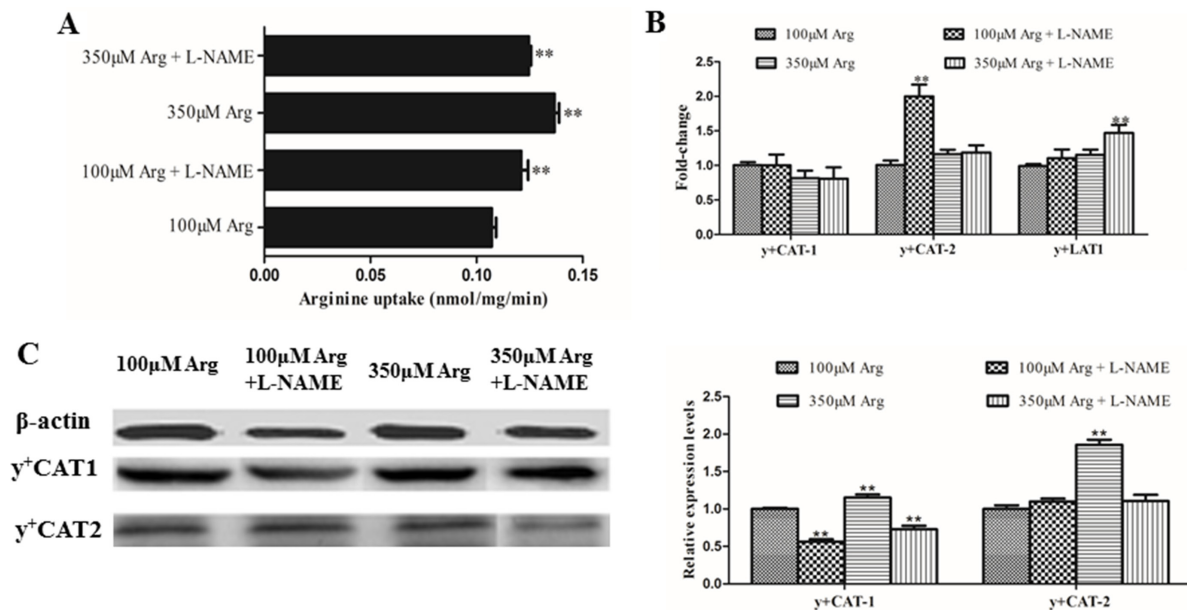 A
350μM Arg + L-NAME
**
350μM Arg
**
100μM Arg + L-NAME
**
100μM Arg
0.00 0.05 0.10 0.15
Arginine uptake (nmol/mg/min)
B
100μM Arg 100μM Arg + L-NAME
350μM Arg 350μM Arg + L-NAME
Fold-change
2.5
2.0
1.5
1.0
0.5
0.0
**
**
y+CAT-1 y+CAT-2 y+LAT1
C
100μM Arg 100μM Arg +L-NAME 350μM Arg 350μM Arg +L-NAME
β-actin
y⁺CAT1
y⁺CAT2
100μM Arg 100μM Arg + L-NAME
350μM Arg 350μM Arg + L-NAME
Relative expression levels
2.5
2.0
1.5
1.0
0.5
0.0
**
**
**
**
y+CAT-1 y+CAT-2